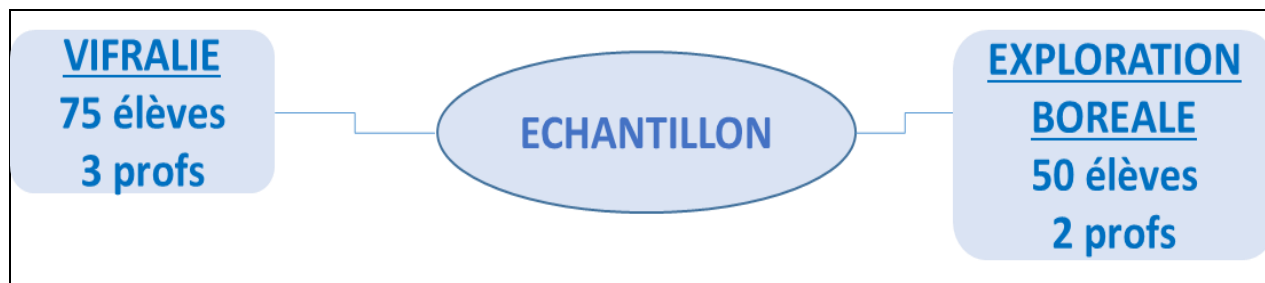 VIFRALIE
75 élèves
3 profs
ECHANTILLON
EXPLORATION
BOREALE
50 élèves
2 profs